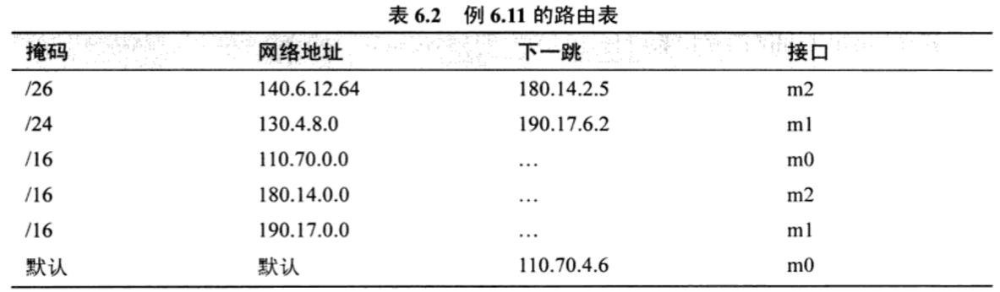 表 6.2 例 6.11 的路由表
掩码 网络地址 下一跳 接口
/26 140.6.12.64 180.14.2.5 m2
/24 130.4.8.0 190.17.6.2 m1
/16 110.70.0.0 … m0
/16 180.14.0.0 … m2
/16 190.17.0.0 … m1
默认 默认 110.70.4.6 m0